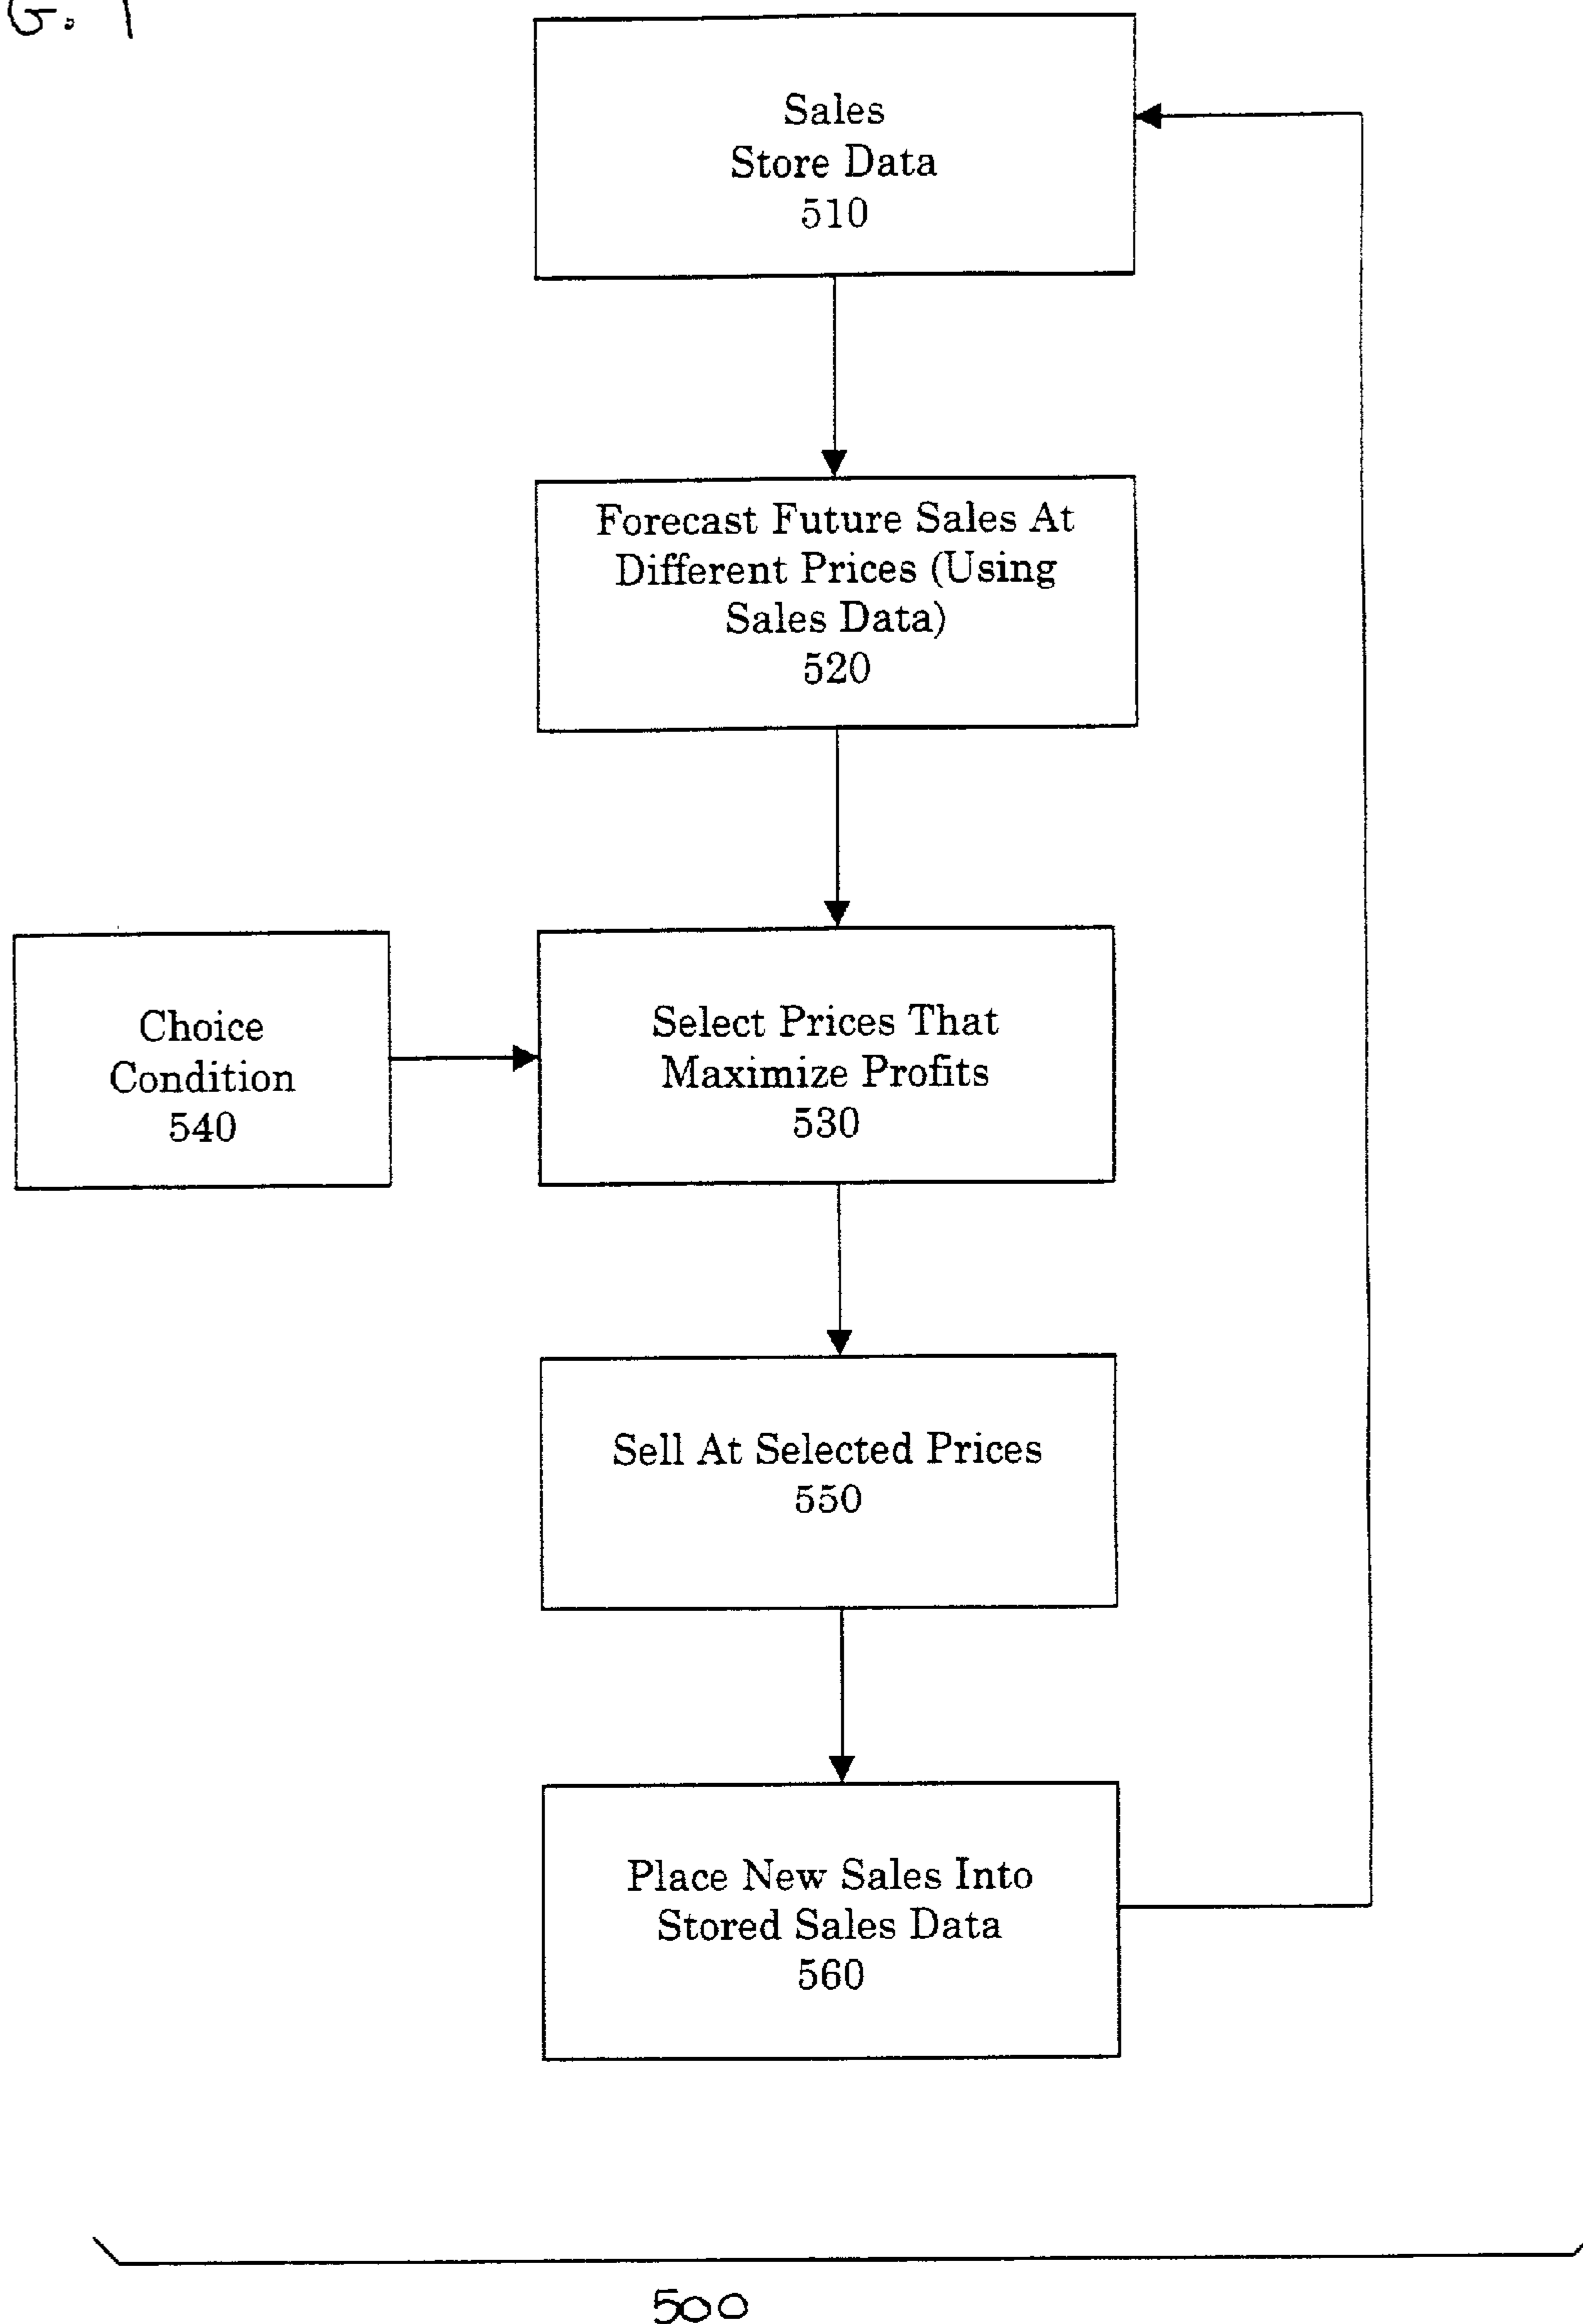 G. 1
Sales
Store Data
510
Forecast Future Sales At
Different Prices (Using
Sales Data)
520
Choice
Condition
540
Select Prices That
Maximize Profits
530
Sell At Selected Prices
550
Place New Sales Into
Stored Sales Data
560
500